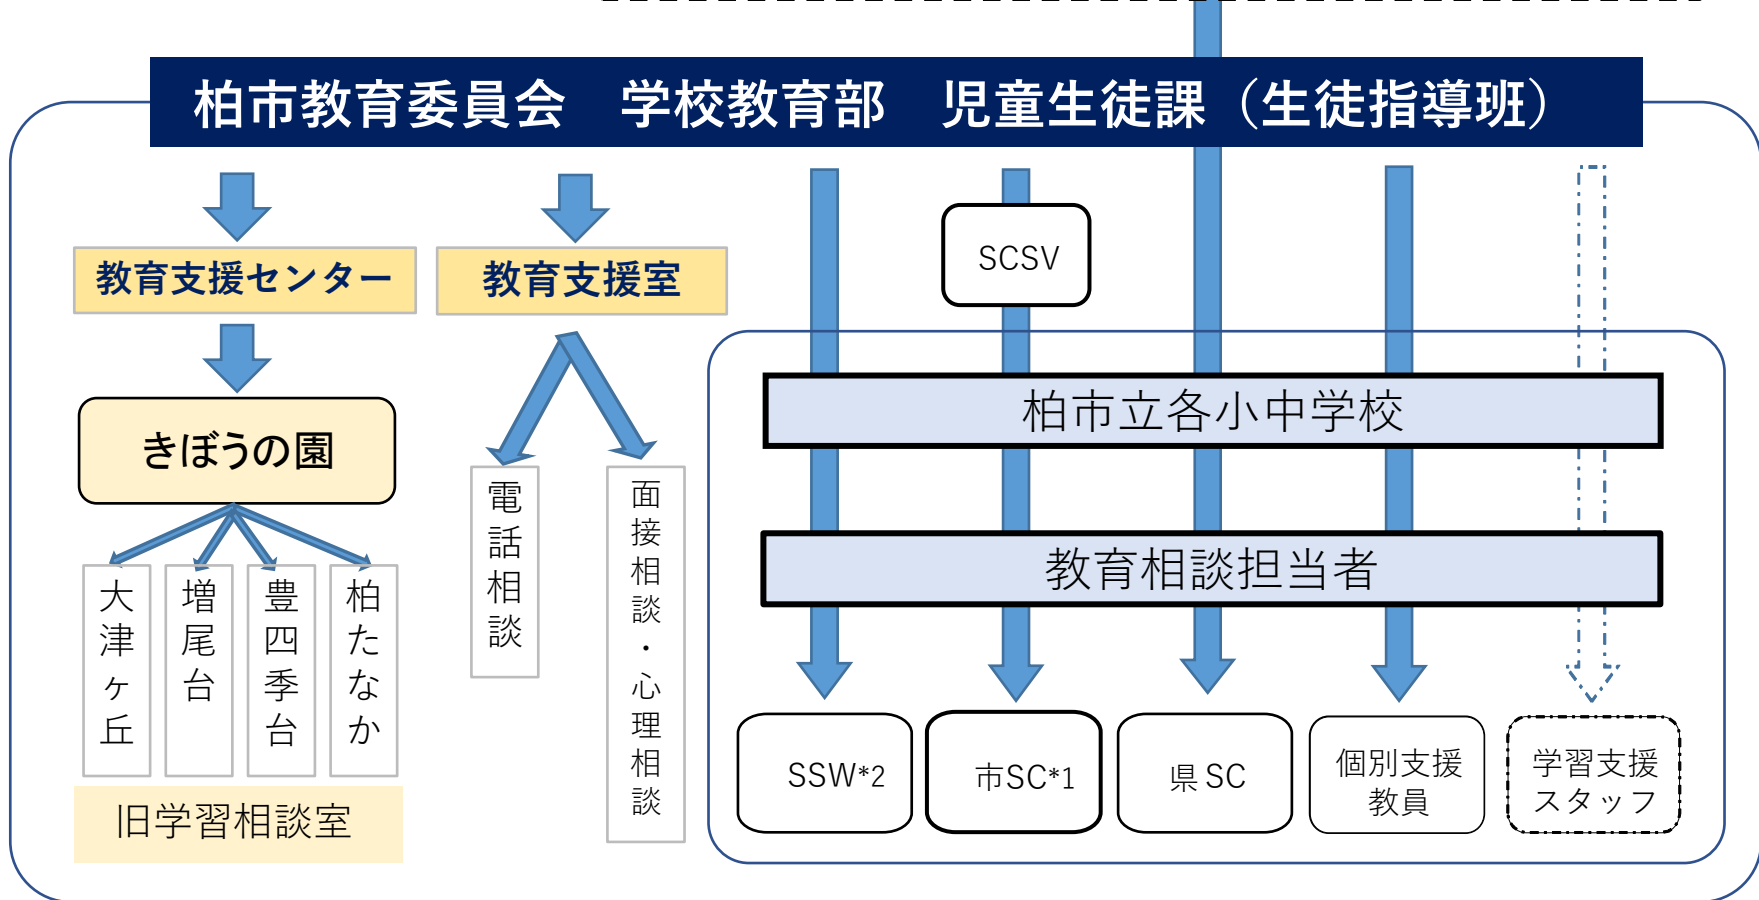 柏市教育委員会　学校教育部　児童生徒課（生徒指導班）
教育支援センター
教育支援室
SCSV
柏市立各小中学校
きぼうの園
教育相談担当者
大津ヶ丘
増尾台
豊四季台
柏たなか
電話相談
面接相談・心理相談
旧学習相談室
SSW*2
市SC*1
県 SC
個別支援
教員
学習支援
スタッフ